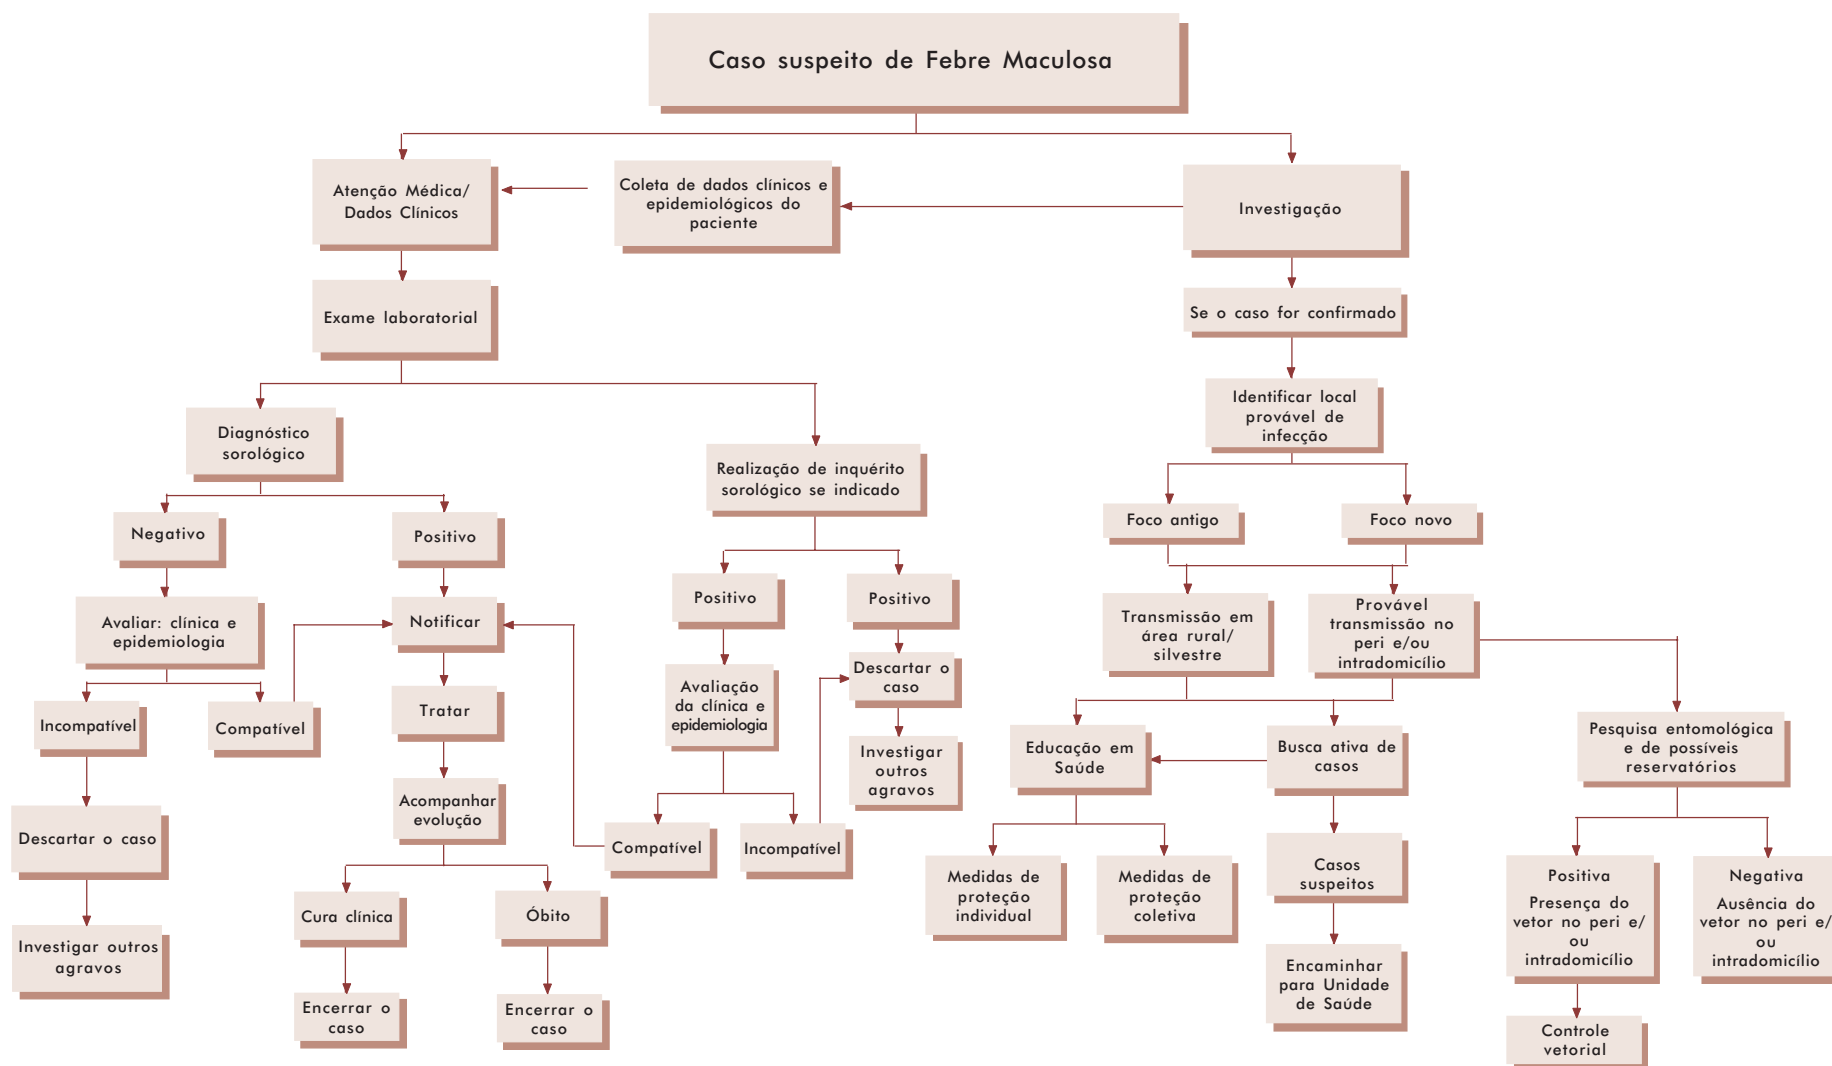 Caso suspeito de Febre Maculosa
Atenção Médica/
Dados Clínicos
Coleta de dados clínicos e
epidemiológicos do
paciente
Investigação
Exame laboratorial
Se o caso for confirmado
Identificar local
provável de
infecção
Diagnóstico
sorológico
Realização de inquérito
sorológico se indicado
Foco antigo
Foco novo
Negativo
Positivo
Positivo
Positivo
Avaliar: clínica e
epidemiologia
Notificar
Transmissão em
área rural/
silvestre
Provável
transmissão no
peri e/ou
intradomicílio
Descartar o
caso
Avaliação
da clínica e
epidemiologia
Incompatível
Compatível
Tratar
Investigar
outros
agravos
Educação em
Saúde
Busca ativa de
casos
Pesquisa entomológica
e de possíveis
reservatórios
Acompanhar
evolução
Descartar o caso
Compatível
Incompatível
Medidas de
proteção
individual
Medidas de
proteção
coletiva
Casos
suspeitos
Positiva
Presença do
vetor no peri e/
ou
intradomicílio
Negativa
Ausência do
vetor no peri e/
ou
intradomicílio
Cura clínica
Óbito
Investigar outros
agravos
Encerrar o
caso
Encerrar o
caso
Encaminhar
para Unidade
de Saúde
Controle
vetorial